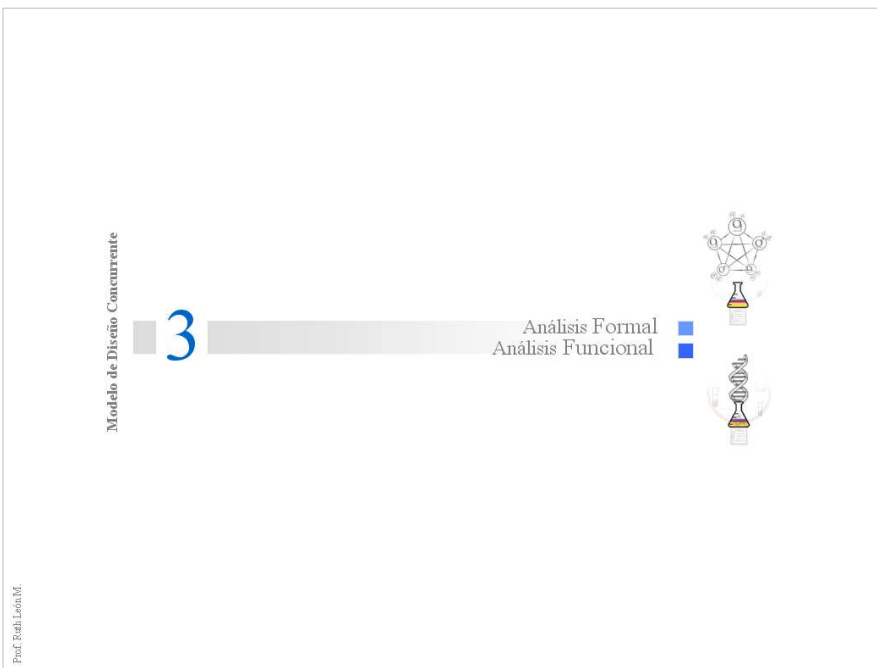 Modelo de Diseño Concurrente
3
Análisis Formal
Análisis Funcional
Prof. Ruth León M.